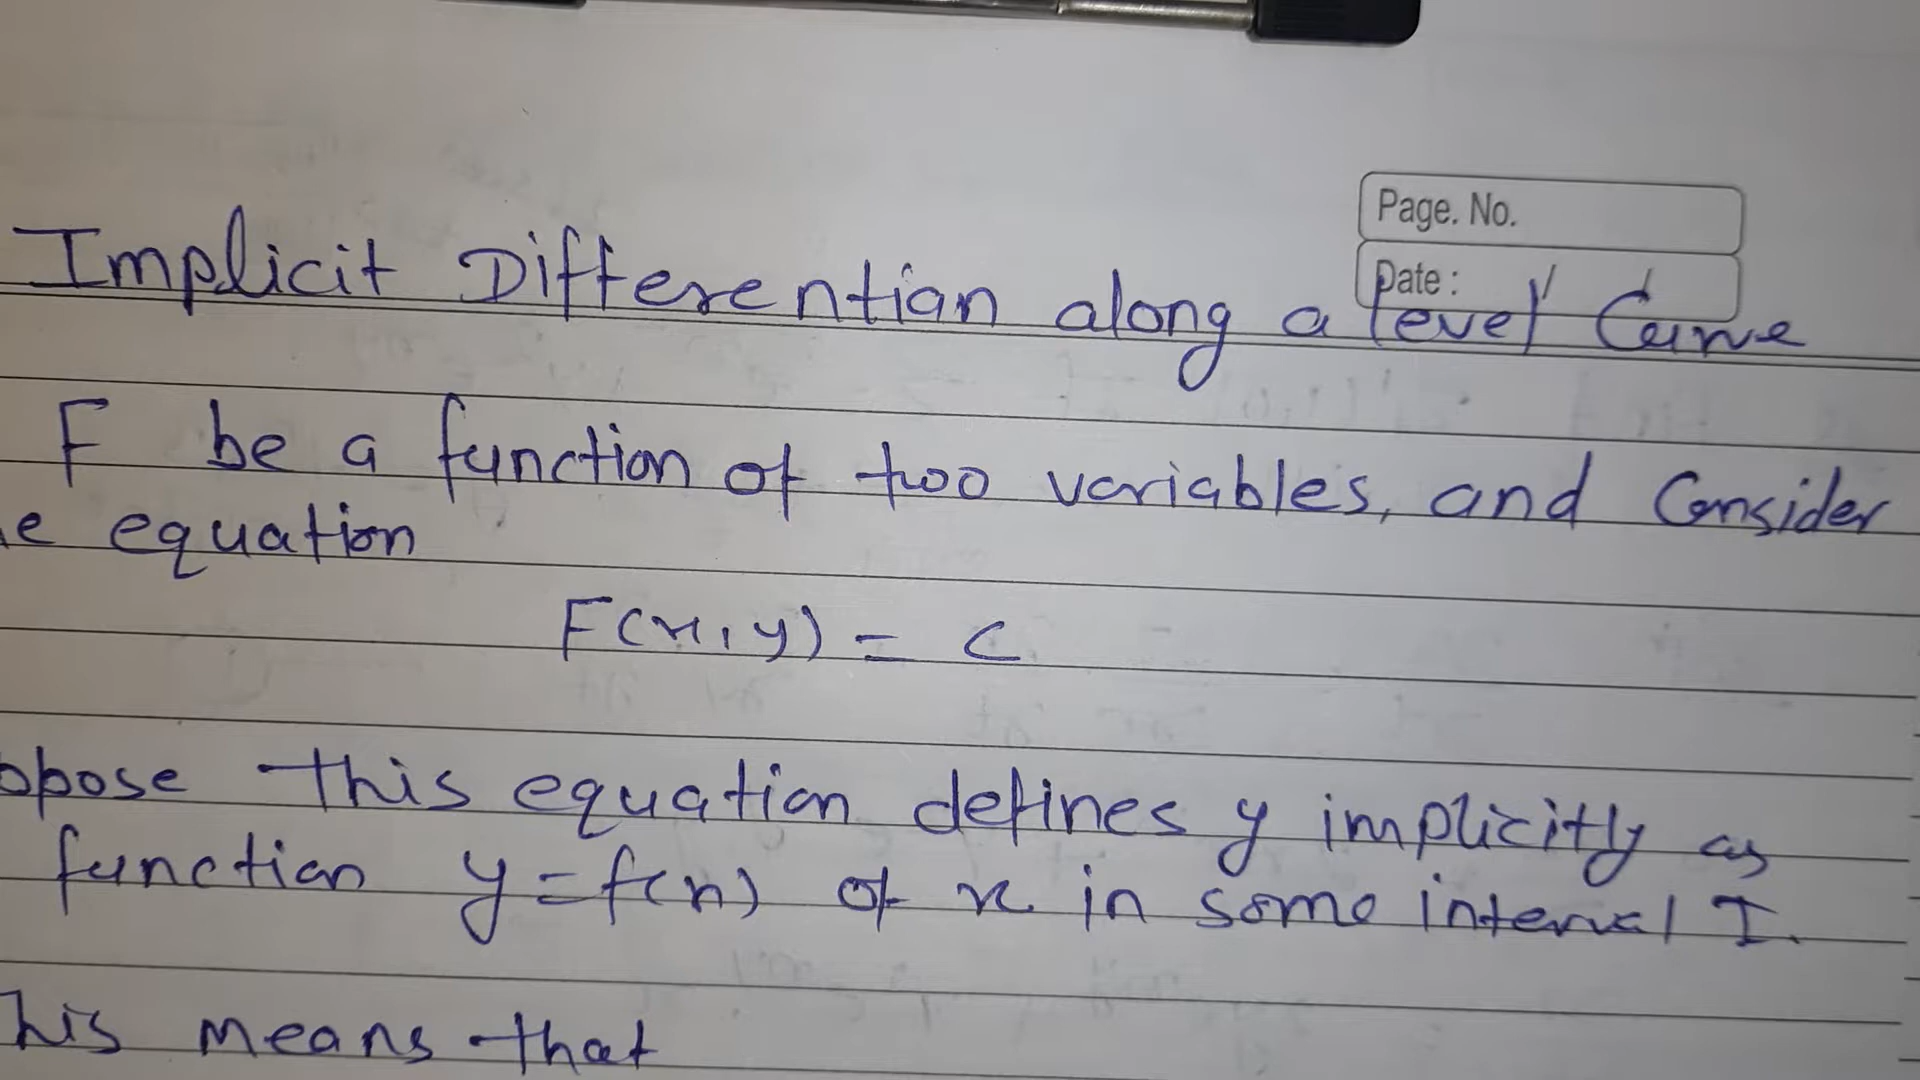 Page. No.
Date:
Implicit Differentian along a level Curve
F be a function of two variables, and Consider
e equation
F(x,y) = c
pose this equation defines y implicitly as
function y=f(x) of x in some interval I.
his means that